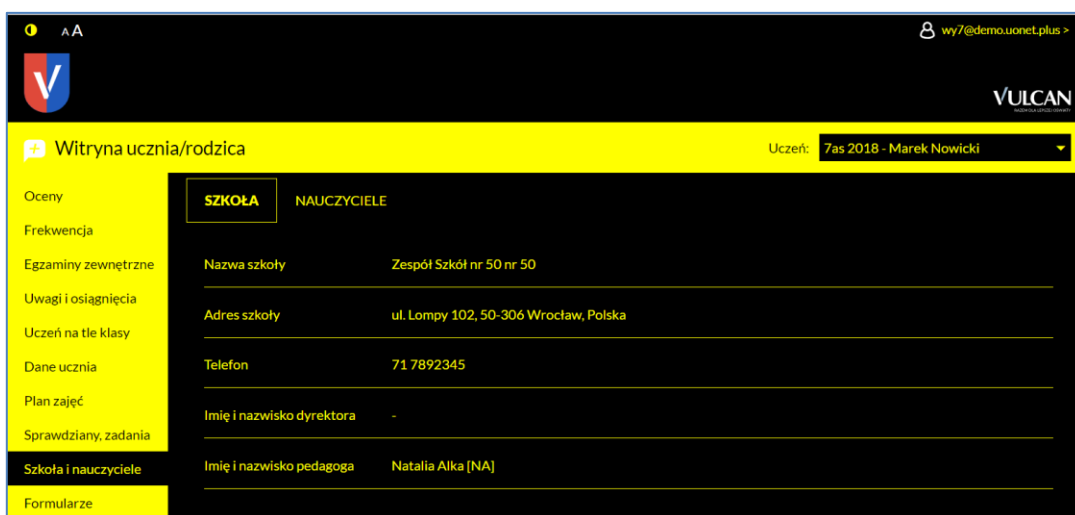 AA
wy7@demo.uonet.plus >
V
VULCAN
Witryna ucznia/rodzica
Uczeń: 7as 2018 - Marek Nowicki
Oceny
Frekwencja
Egzaminy zewnętrzne
Uwagi i osiągnięcia
Uczeń na tle klasy
Dane ucznia
Plan zajęć
Sprawdziany, zadania
Szkoła i nauczyciele
Formularze
SZKOŁA NAUCZYCIELE
Nazwa szkoły Zespół Szkół nr 50 nr 50
Adres szkoły ul. Lompy 102, 50-306 Wrocław, Polska
Telefon 71 7892345
Imię i nazwisko dyrektora -
Imię i nazwisko pedagoga Natalia Alka [NA]